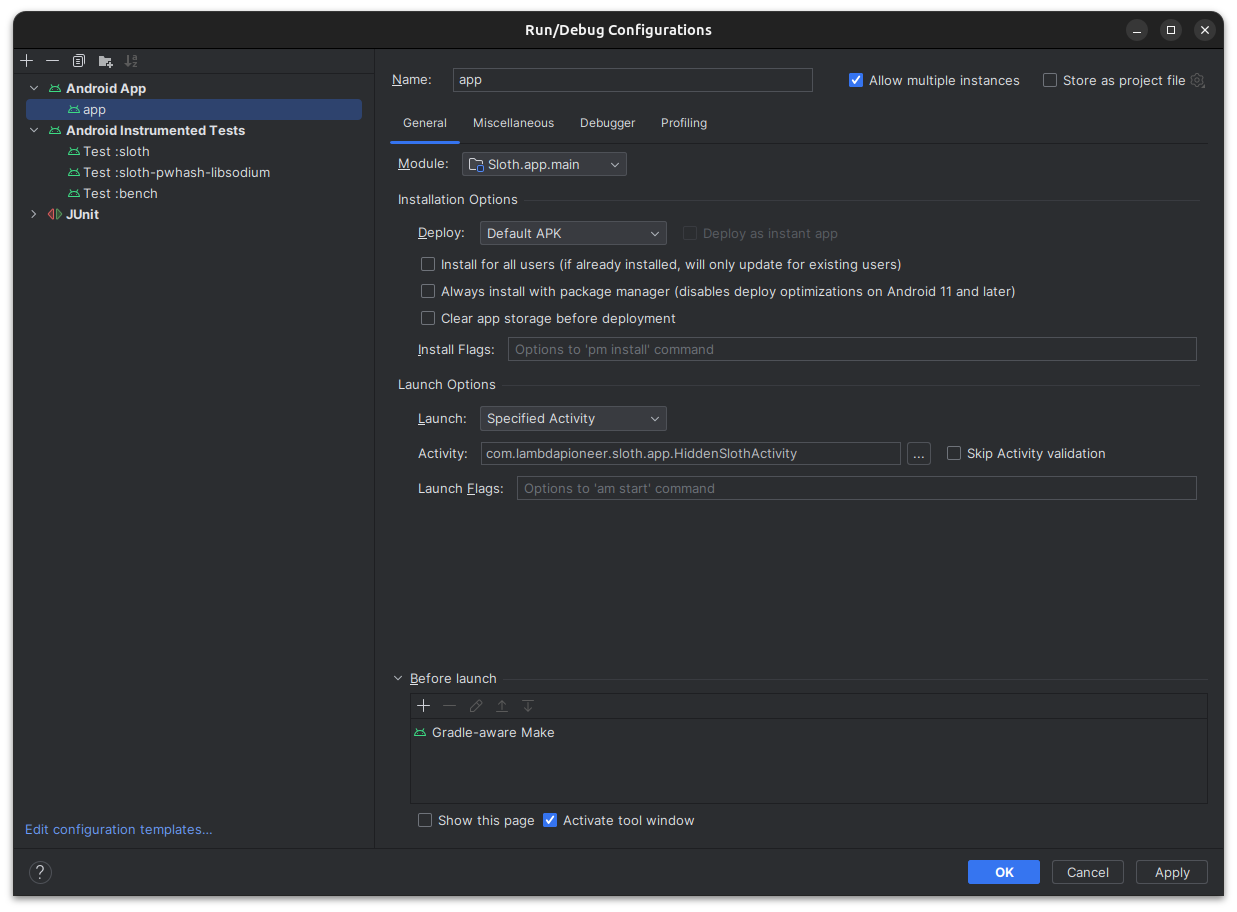 Run/Debug Configurations
Android App
app
Android Instrumented Tests
Test :sloth
Test :sloth-pwhash-libsodium
Test :bench
JUnit
Edit configuration templates...
Name: app
Allow multiple instances
Store as project file
General Miscellaneous Debugger Profiling
Module: Sloth.app.main
Installation Options
Deploy: Default APK Deploy as instant app
Install for all users (if already installed, will only update for existing users)
Always install with package manager (disables deploy optimizations on Android 11 and later)
Clear app storage before deployment
Install Flags: Options to 'pm install' command
Launch Options
Launch: Specified Activity
Activity: com.lambdapioneer.sloth.app.HiddenSlothActivity ... Skip Activity validation
Launch Flags: Options to 'am start' command
Before launch
Gradle-aware Make
Show this page Activate tool window
? OK Cancel Apply